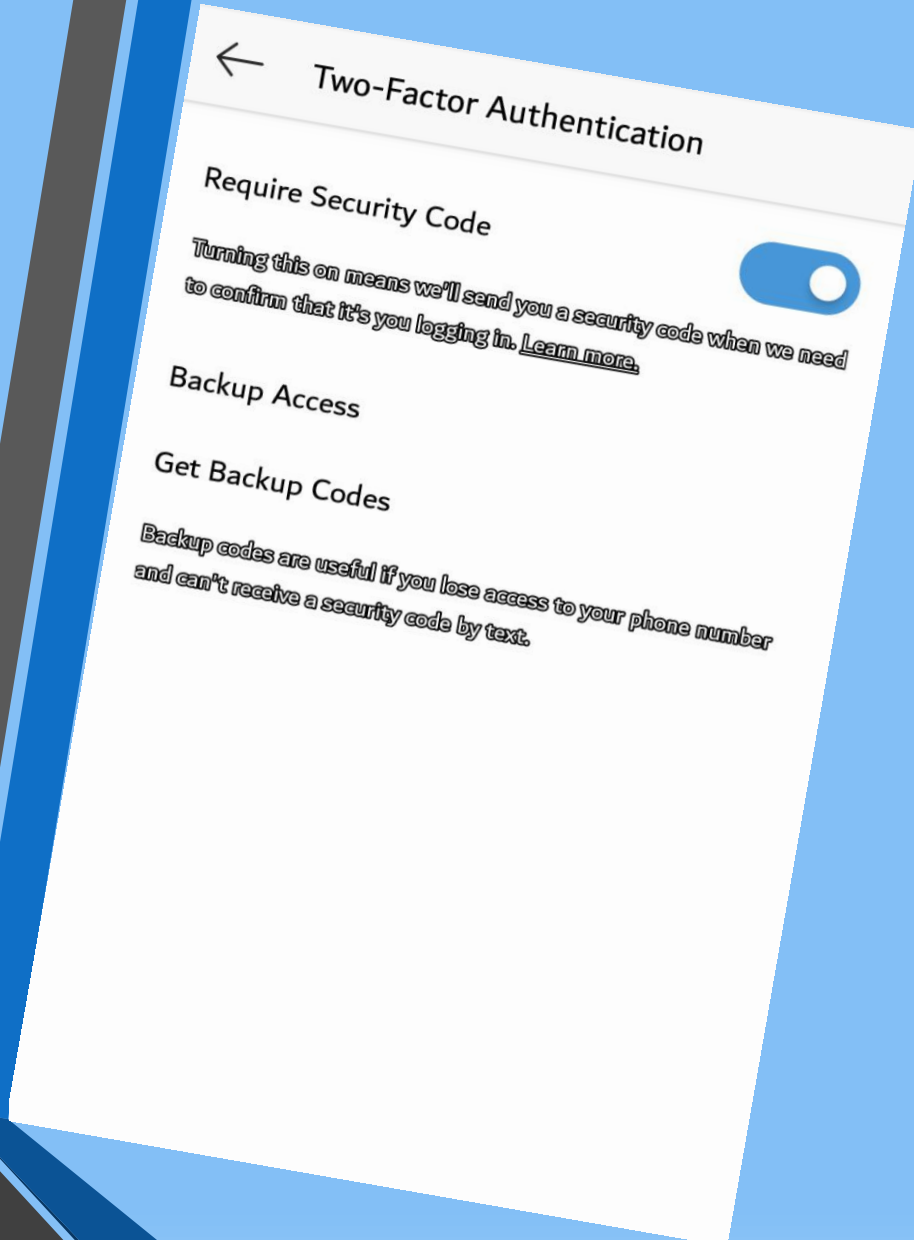 Two-Factor Authentication
Require Security Code
Turning this on means we'll send you a security code when we need
to confirm that it's you logging in. Learn more.
Backup Access
Get Backup Codes
Backup codes are useful if you lose access to your phone number
and can't receive a security code by text.